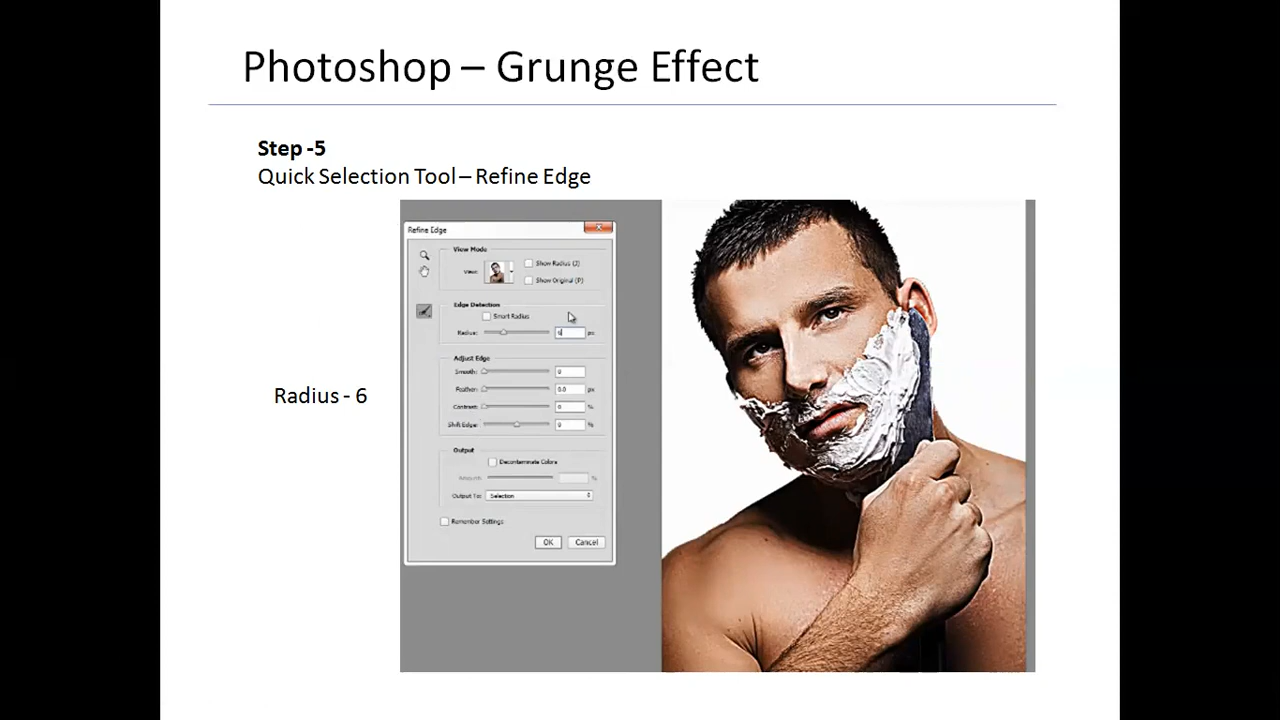 Photoshop – Grunge Effect
Step -5
Quick Selection Tool – Refine Edge
Radius - 6
Refine Edge
View Mode
View:
Show Radius (J)
Show Original (P)
Edge Detection
Smart Radius
Radius: px
Adjust Edge
Smooth: 0
Feather: 0.0 px
Contrast: 0 %
Shift Edge: 0 %
Output
Decontaminate Colors
Amount: %
Output To: Selection
Remember Settings
OK Cancel